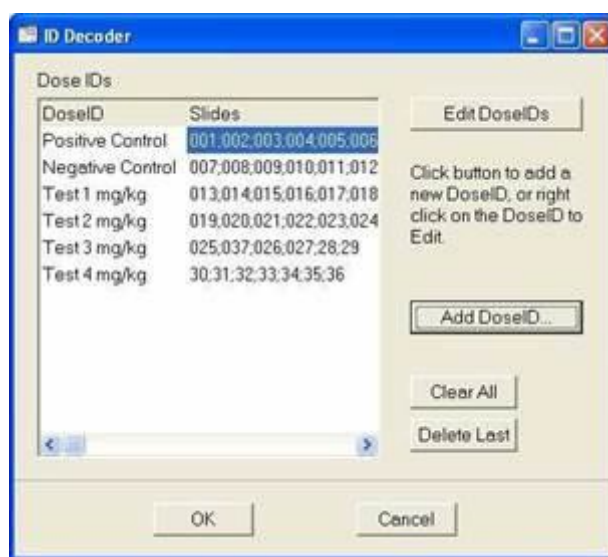 ID Decoder
Dose IDs
DoseID Slides
Positive Control 001;002;003;004;005;006
Negative Control 007;008;009;010;011;012
Test 1 mg/kg 013;014;015;016;017;018
Test 2 mg/kg 019;020;021;022;023;024
Test 3 mg/kg 025;037;026;027;28;29
Test 4 mg/kg 30;31;32;33;34;35;36
Edit DoseIDs
Click button to add a
new DoseID, or right
click on the DoseID to
Edit.
Add DoseID...
Clear All
Delete Last
OK
Cancel